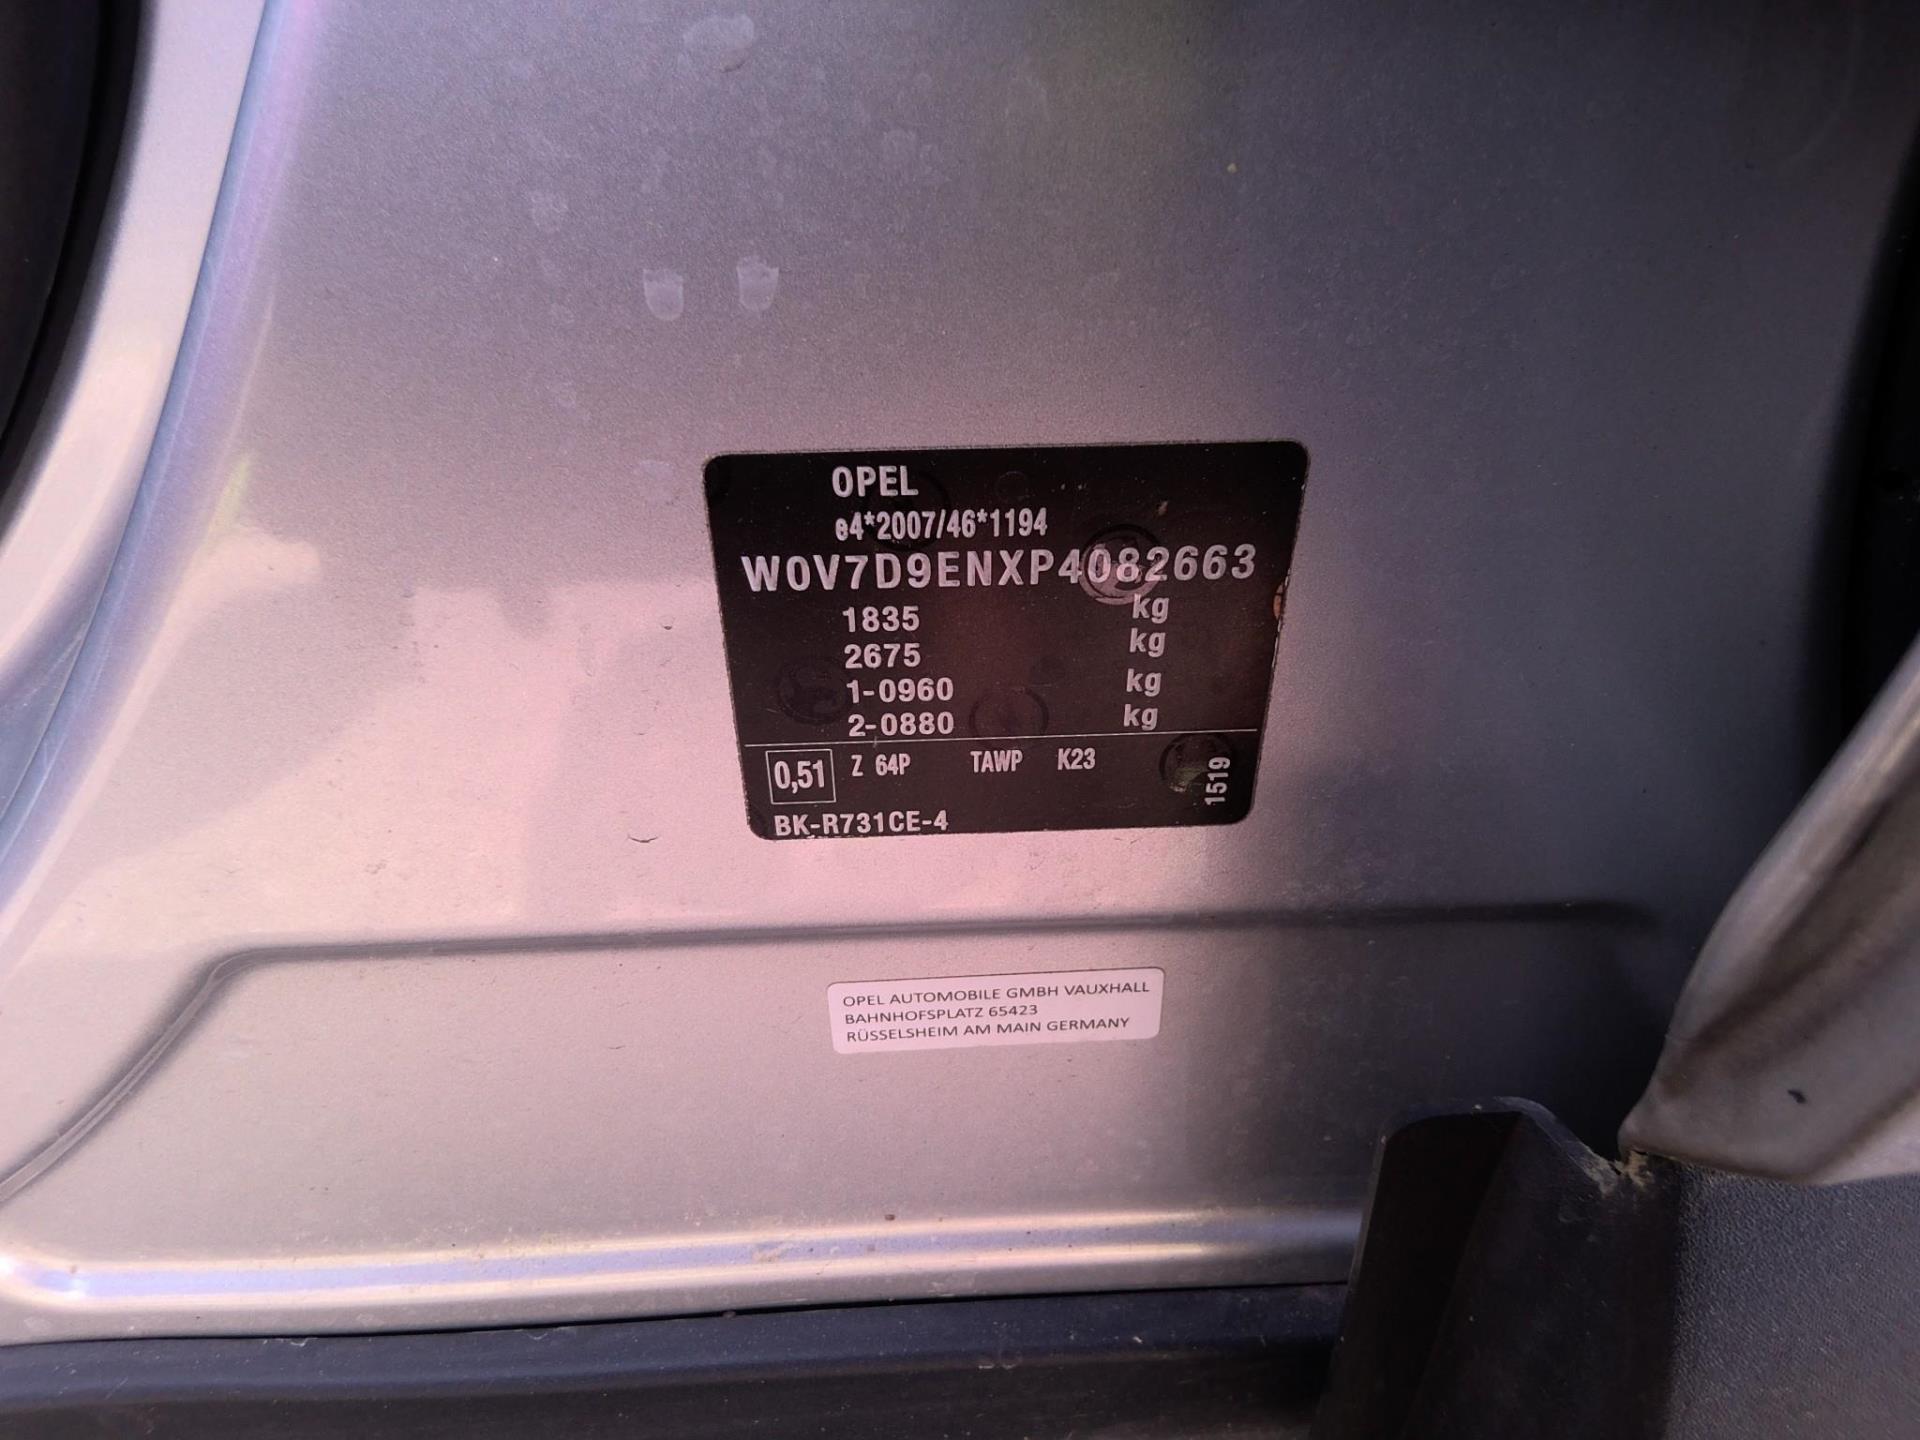 OPEL
e4*2007/46*1194
W0V7D9ENXP4082663
1835 kg
2675 kg
1-0960 kg
2-0880 kg
0,51 Z 64P TAWP K23 1519
BK-R731CE-4
OPEL AUTOMOBILE GMBH VAUXHALL
BAHNHOFSPLATZ 65423
RÜSSELSHEIM AM MAIN GERMANY